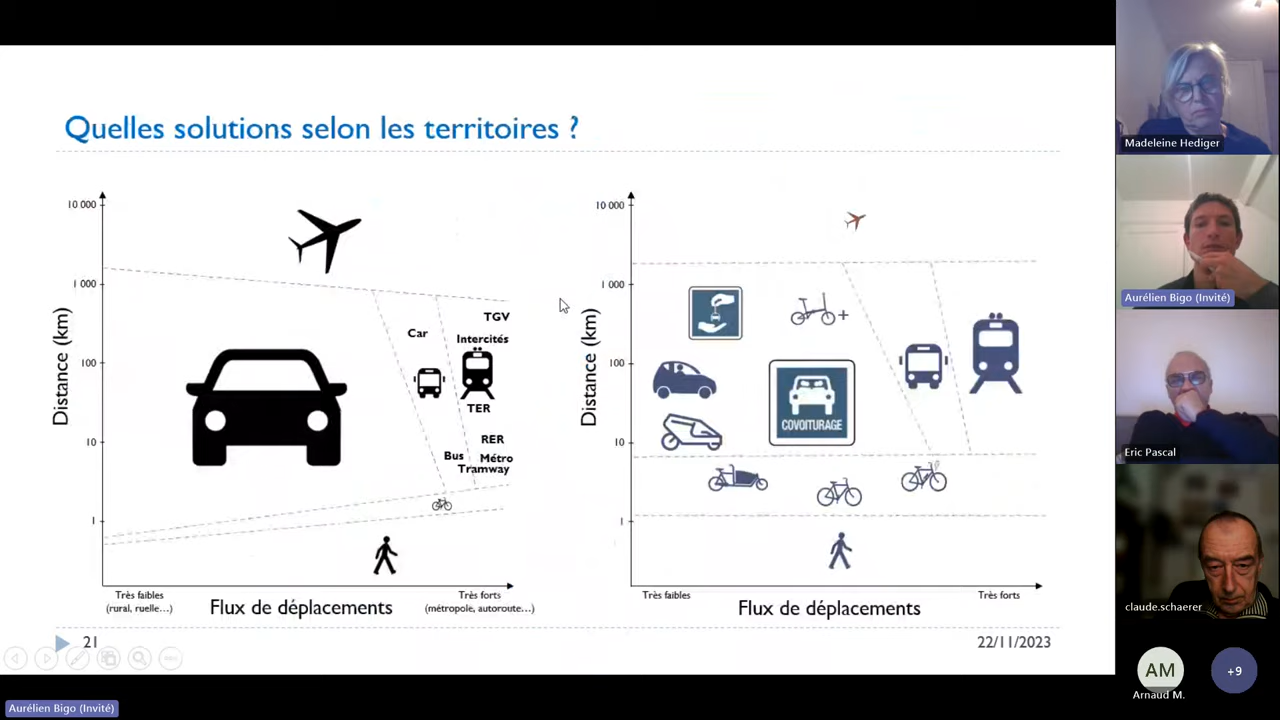 Quelles solutions selon les territoires ?
10 000
1 000
100
10
1
Distance (km)
TGV
Car
Intercités
TER
RER
Bus
Métro
Tramway
Très faibles
(rural, ruelle...)
Flux de déplacements
Très forts
(métropole, autoroute...)
10 000
1 000
100
10
1
Distance (km)
+
COVOITURAGE
Très faibles
Flux de déplacements
Très forts
21
22/11/2023
Aurélien Bigo (Invité)
Madeleine Hediger
Aurélien Bigo (Invité)
Eric Pascal
claude.schaerer
AM
Arnaud M.
+9